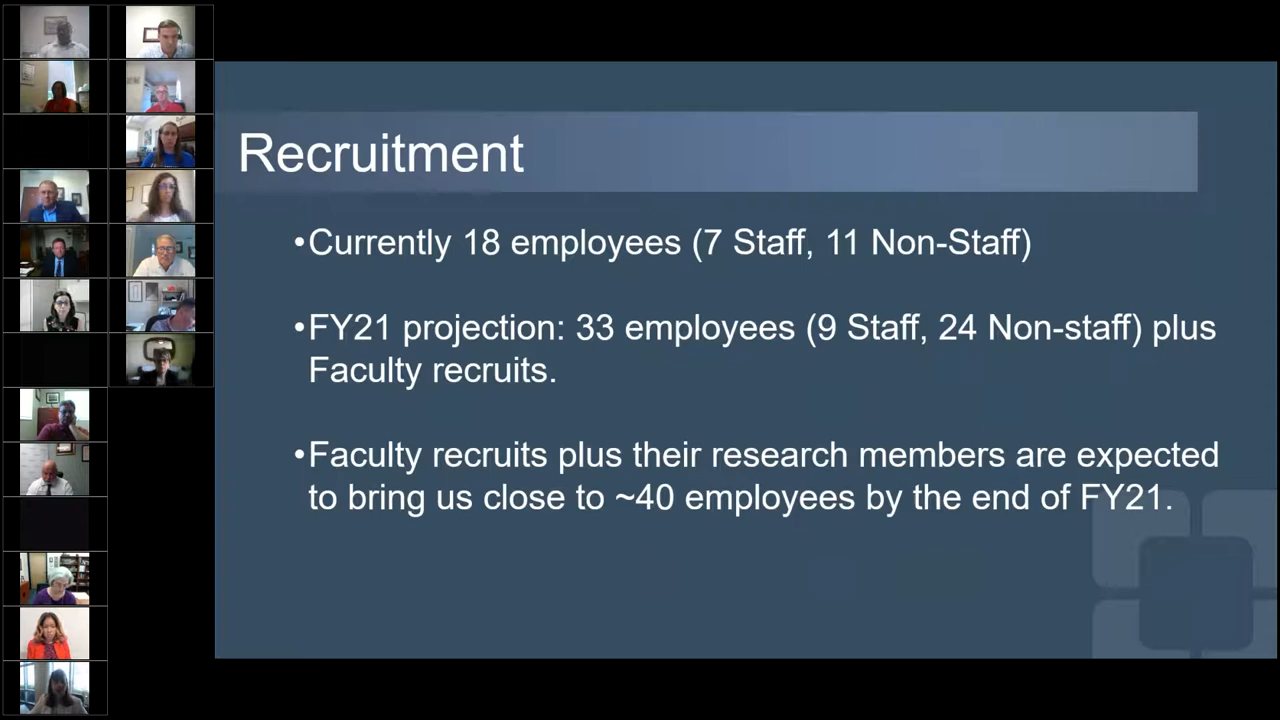 Recruitment
•Currently 18 employees (7 Staff, 11 Non-Staff)
•FY21 projection: 33 employees (9 Staff, 24 Non-staff) plus
Faculty recruits.
•Faculty recruits plus their research members are expected
to bring us close to ~40 employees by the end of FY21.